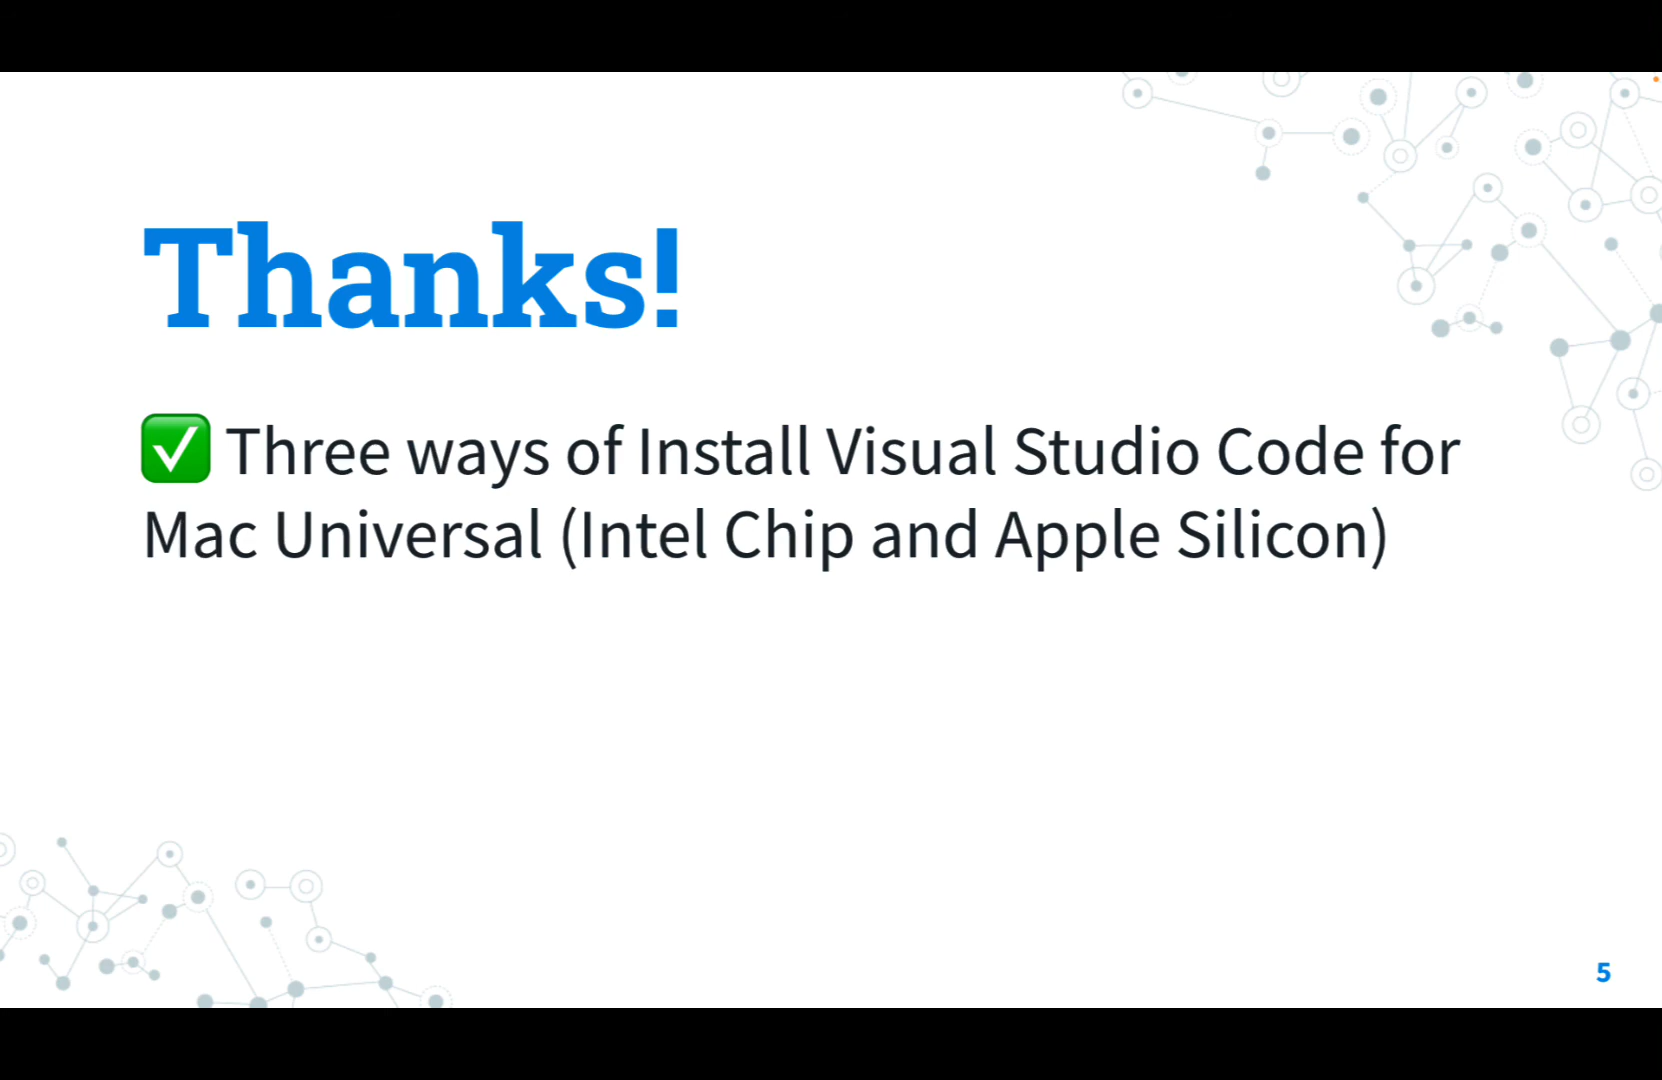 Thanks!
✅ Three ways of Install Visual Studio Code for
Mac Universal (Intel Chip and Apple Silicon)
5